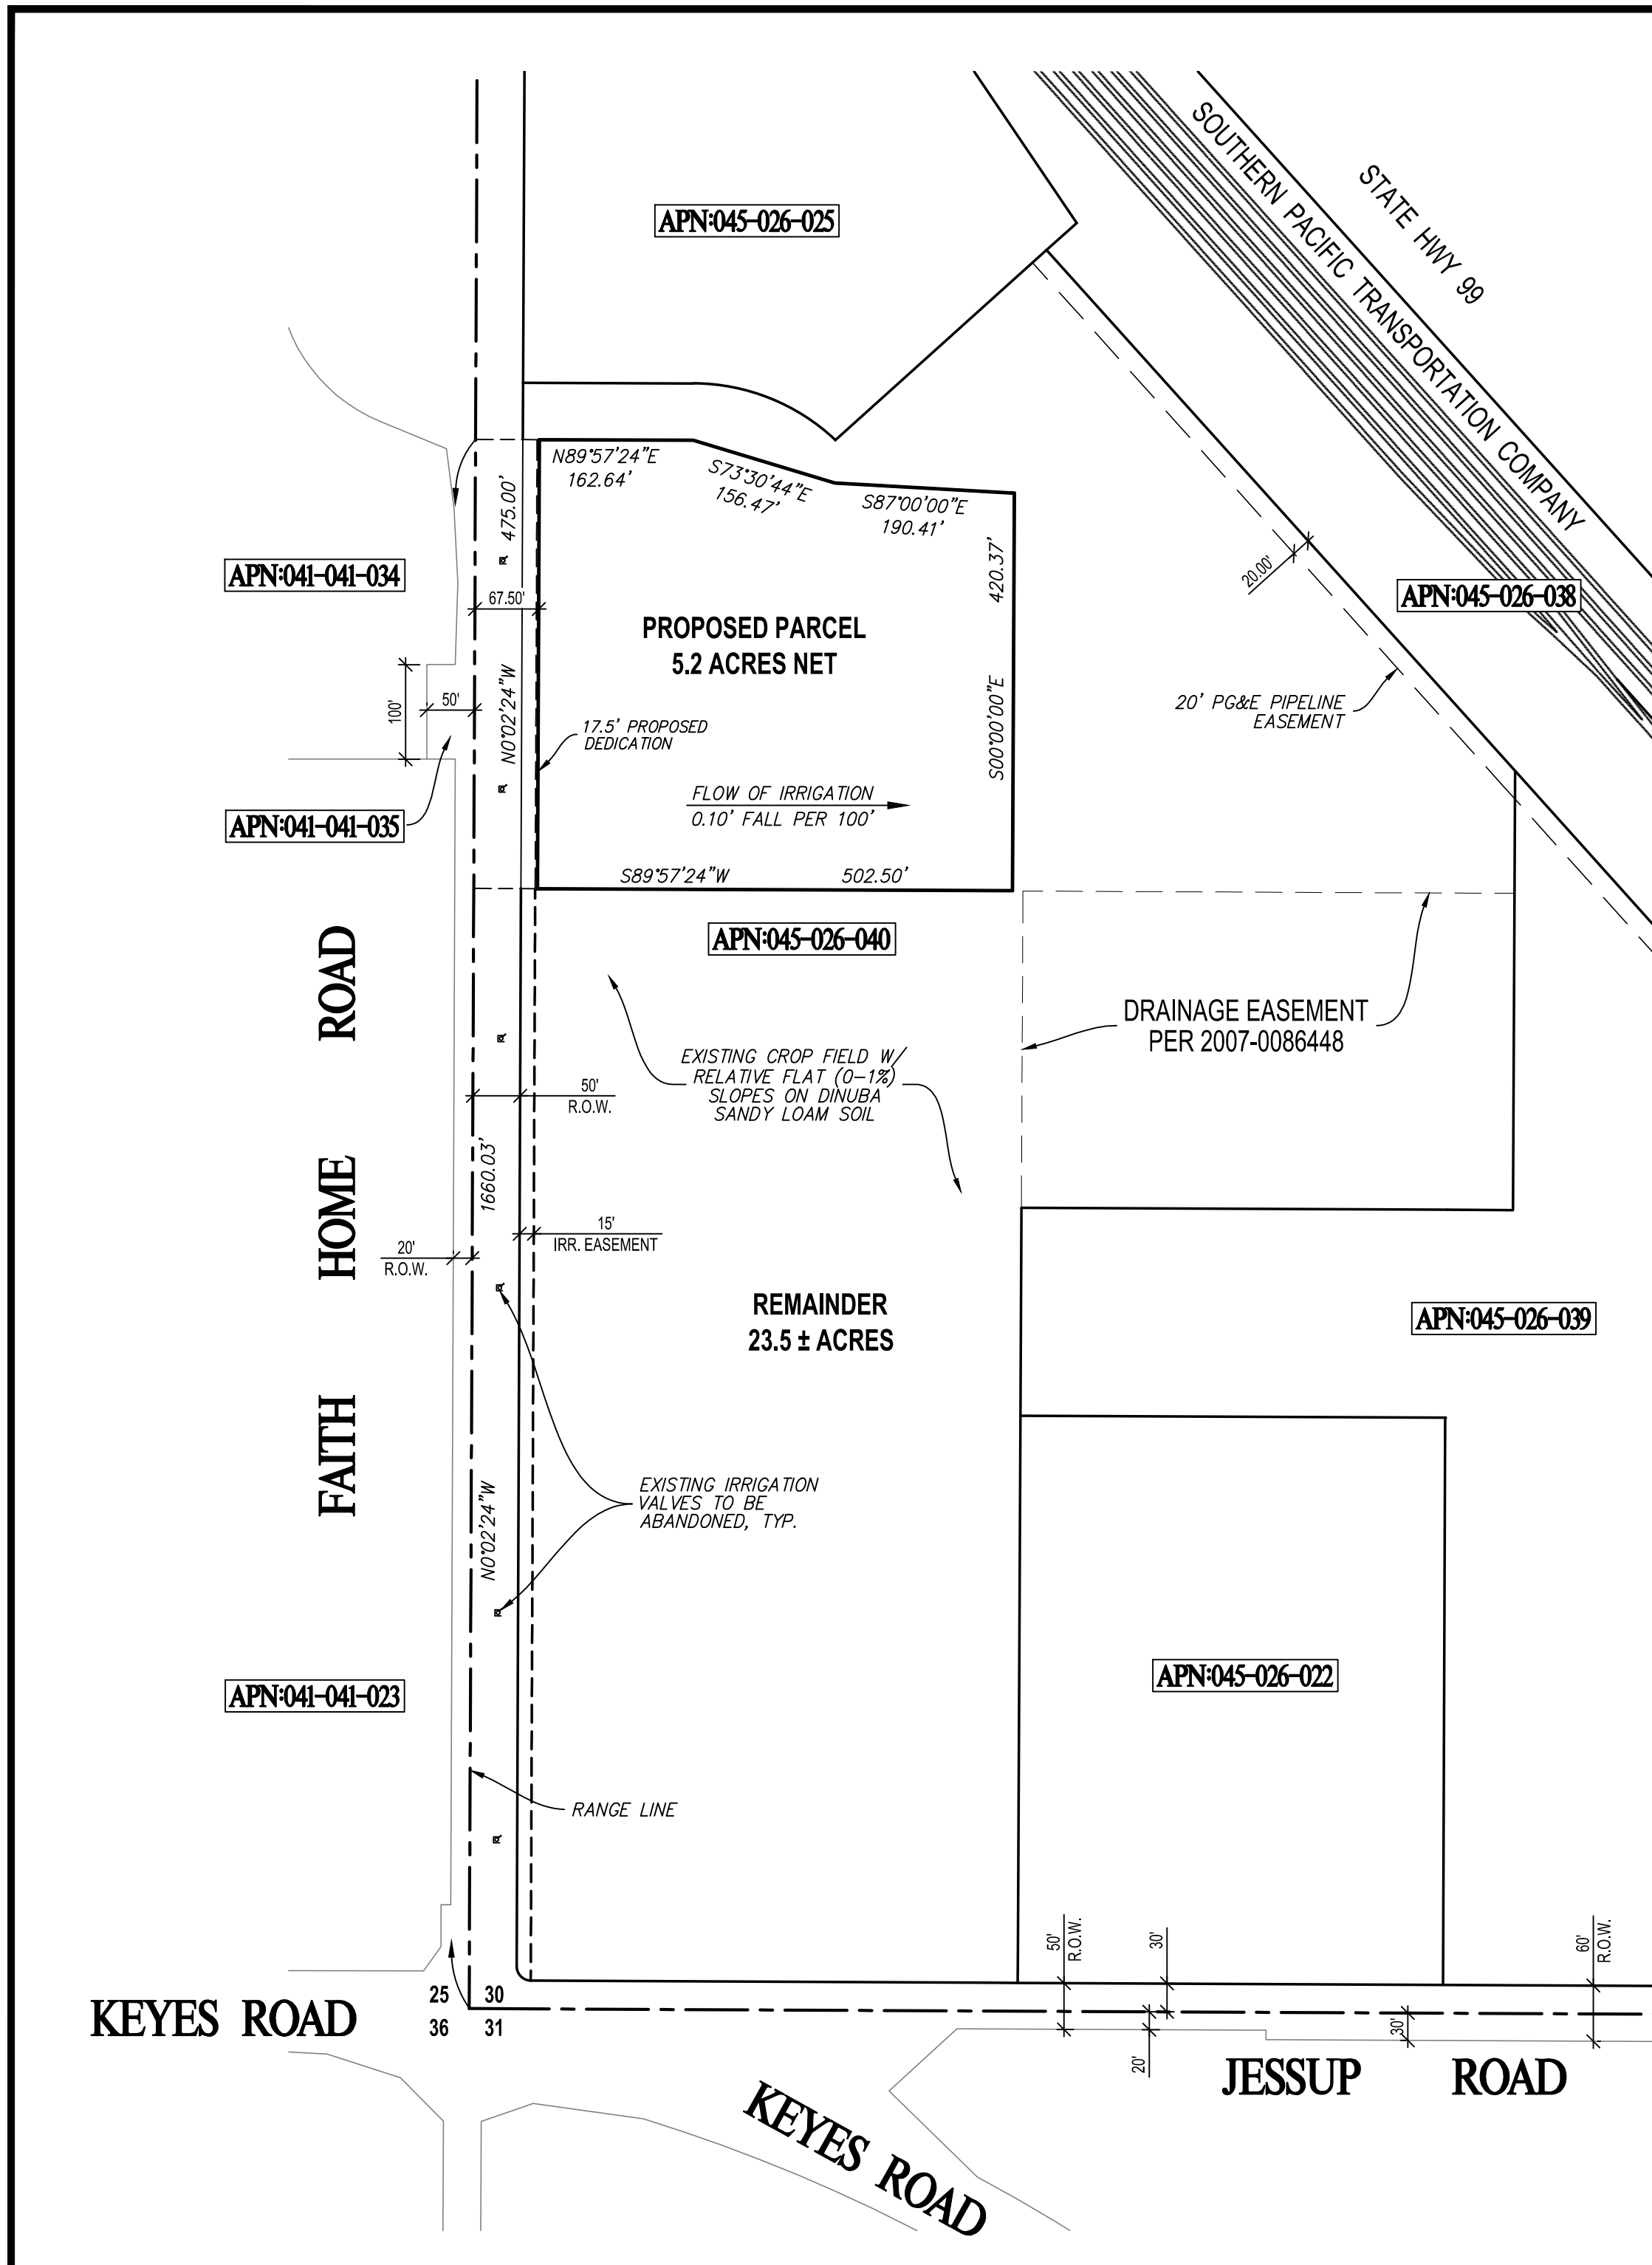 APN:045-026-025
STATE HWY 99
SOUTHERN PACIFIC TRANSPORTATION COMPANY
N89°57'24"E
162.64'
S73°30'44"E
156.47'
S87°00'00"E
190.41'
475.00'
420.37'
20.00'
APN:041-041-034
APN:045-026-038
67.50'
PROPOSED PARCEL
5.2 ACRES NET
N0°02'24"W
S00°00'00"E
100'
50'
20' PG&E PIPELINE
EASEMENT
17.5' PROPOSED
DEDICATION
FLOW OF IRRIGATION
0.10' FALL PER 100'
APN:041-041-035
S89°57'24"W
502.50'
APN:045-026-040
DRAINAGE EASEMENT
PER 2007-0086448
EXISTING CROP FIELD W/
RELATIVE FLAT (0-1%)
SLOPES ON DINUBA
SANDY LOAM SOIL
50'
R.O.W.
1660.03'
15'
IRR. EASEMENT
20'
R.O.W.
FAITH HOME ROAD
REMAINDER
23.5 ± ACRES
APN:045-026-039
EXISTING IRRIGATION
VALVES TO BE
ABANDONED, TYP.
N0°02'24"W
APN:041-041-023
APN:045-026-022
RANGE LINE
50'
R.O.W.
30'
60'
R.O.W.
25 30
36 31
KEYES ROAD
20'
30'
JESSUP ROAD
KEYES ROAD